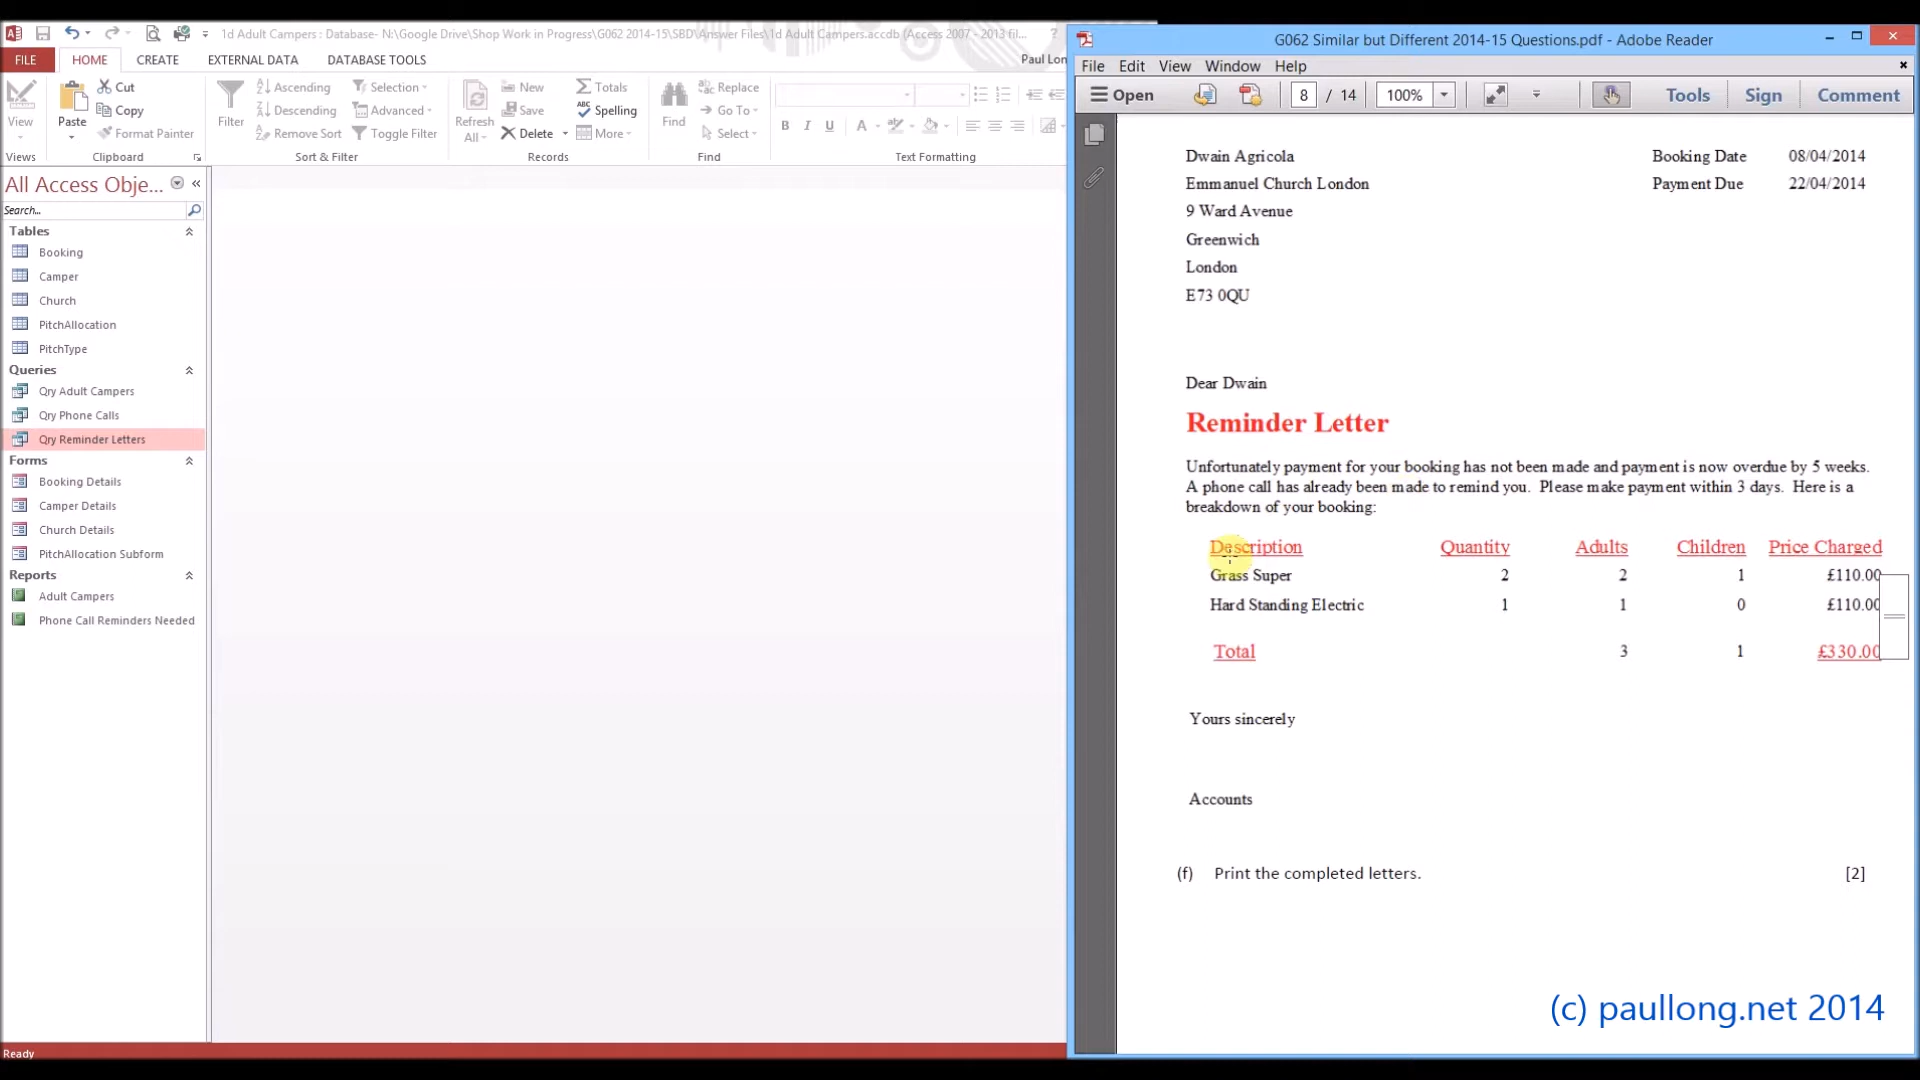 1d Adult Campers : Database- N:\Google Drive\Shop Work in Progress\G062 2014-15\SBD\Answer Files\1d Adult Campers.accdb (Access 2007 - 2013 fil...
?
FILE
HOME
CREATE
EXTERNAL DATA
DATABASE TOOLS
Paul Lon
View
Paste
Cut
Copy
Format Painter
Filter
Ascending
Descending
Remove Sort
Selection
Advanced
Toggle Filter
Refresh
All
New
Save
Delete
Totals
Spelling
More
Find
Replace
Go To
Select
B I U
Views
Clipboard
Sort & Filter
Records
Find
Text Formatting
All Access Obje...
Search...
Tables
Booking
Camper
Church
PitchAllocation
PitchType
Queries
Qry Adult Campers
Qry Phone Calls
Qry Reminder Letters
Forms
Booking Details
Camper Details
Church Details
PitchAllocation Subform
Reports
Adult Campers
Phone Call Reminders Needed
Ready
G062 Similar but Different 2014-15 Questions.pdf - Adobe Reader
File Edit View Window Help
Open
8 / 14
100%
Tools
Sign
Comment
Dwain Agricola Booking Date 08/04/2014
Emmanuel Church London Payment Due 22/04/2014
9 Ward Avenue
Greenwich
London
E73 0QU
Dear Dwain
Reminder Letter
Unfortunately payment for your booking has not been made and payment is now overdue by 5 weeks.
A phone call has already been made to remind you. Please make payment within 3 days. Here is a
breakdown of your booking:
Description Quantity Adults Children Price Charged
Grass Super 2 2 1 £110.00
Hard Standing Electric 1 1 0 £110.00
Total 3 1 £330.00
Yours sincerely
Accounts
(f) Print the completed letters. [2]
(c) paullong.net 2014